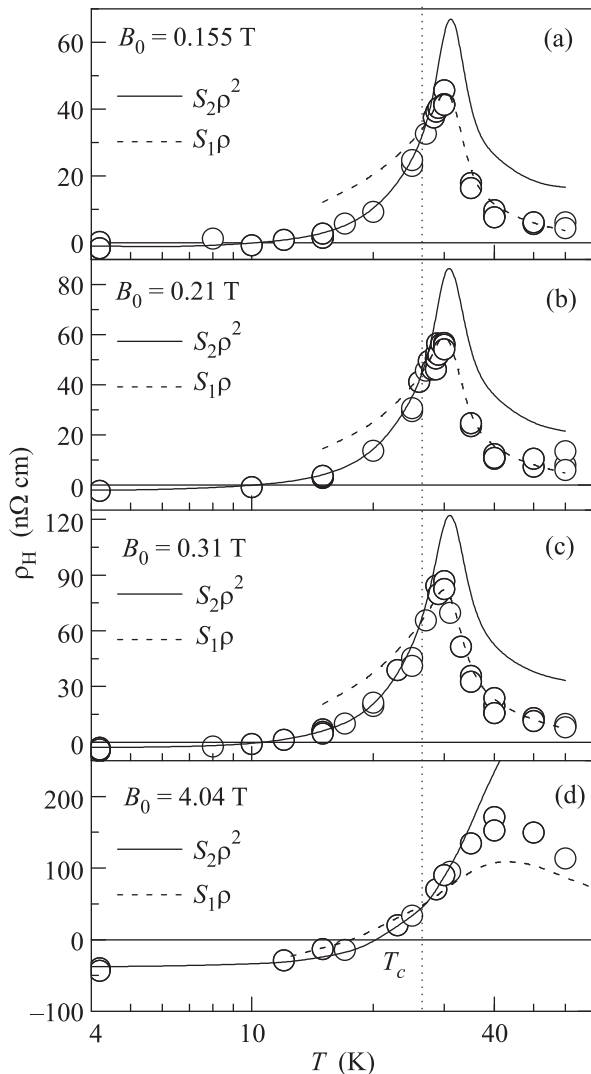 60
40
20
0
B₀ = 0.155 T
(a)
S₂ρ²
S₁ρ
80
60
40
20
0
B₀ = 0.21 T
(b)
S₂ρ²
S₁ρ
ρH (nΩ cm)
120
90
60
30
0
B₀ = 0.31 T
(c)
S₂ρ²
S₁ρ
200
100
0
−100
B₀ = 4.04 T
(d)
S₂ρ²
S₁ρ
Tc
4 10 40
T (K)